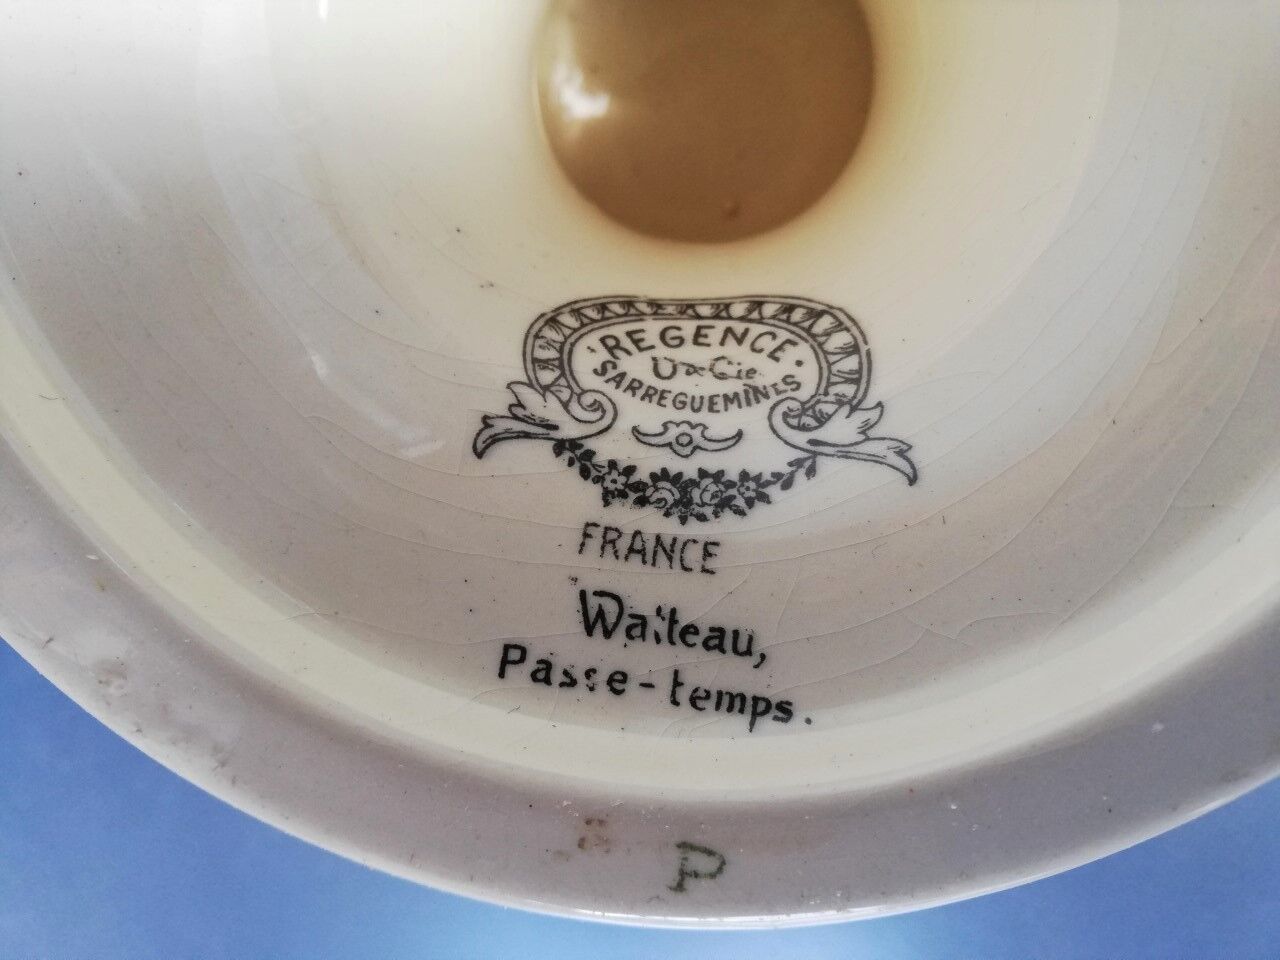 REGENCE
U & Cie
SARREGUEMINES
FRANCE
Watteau,
Passe-temps.
P